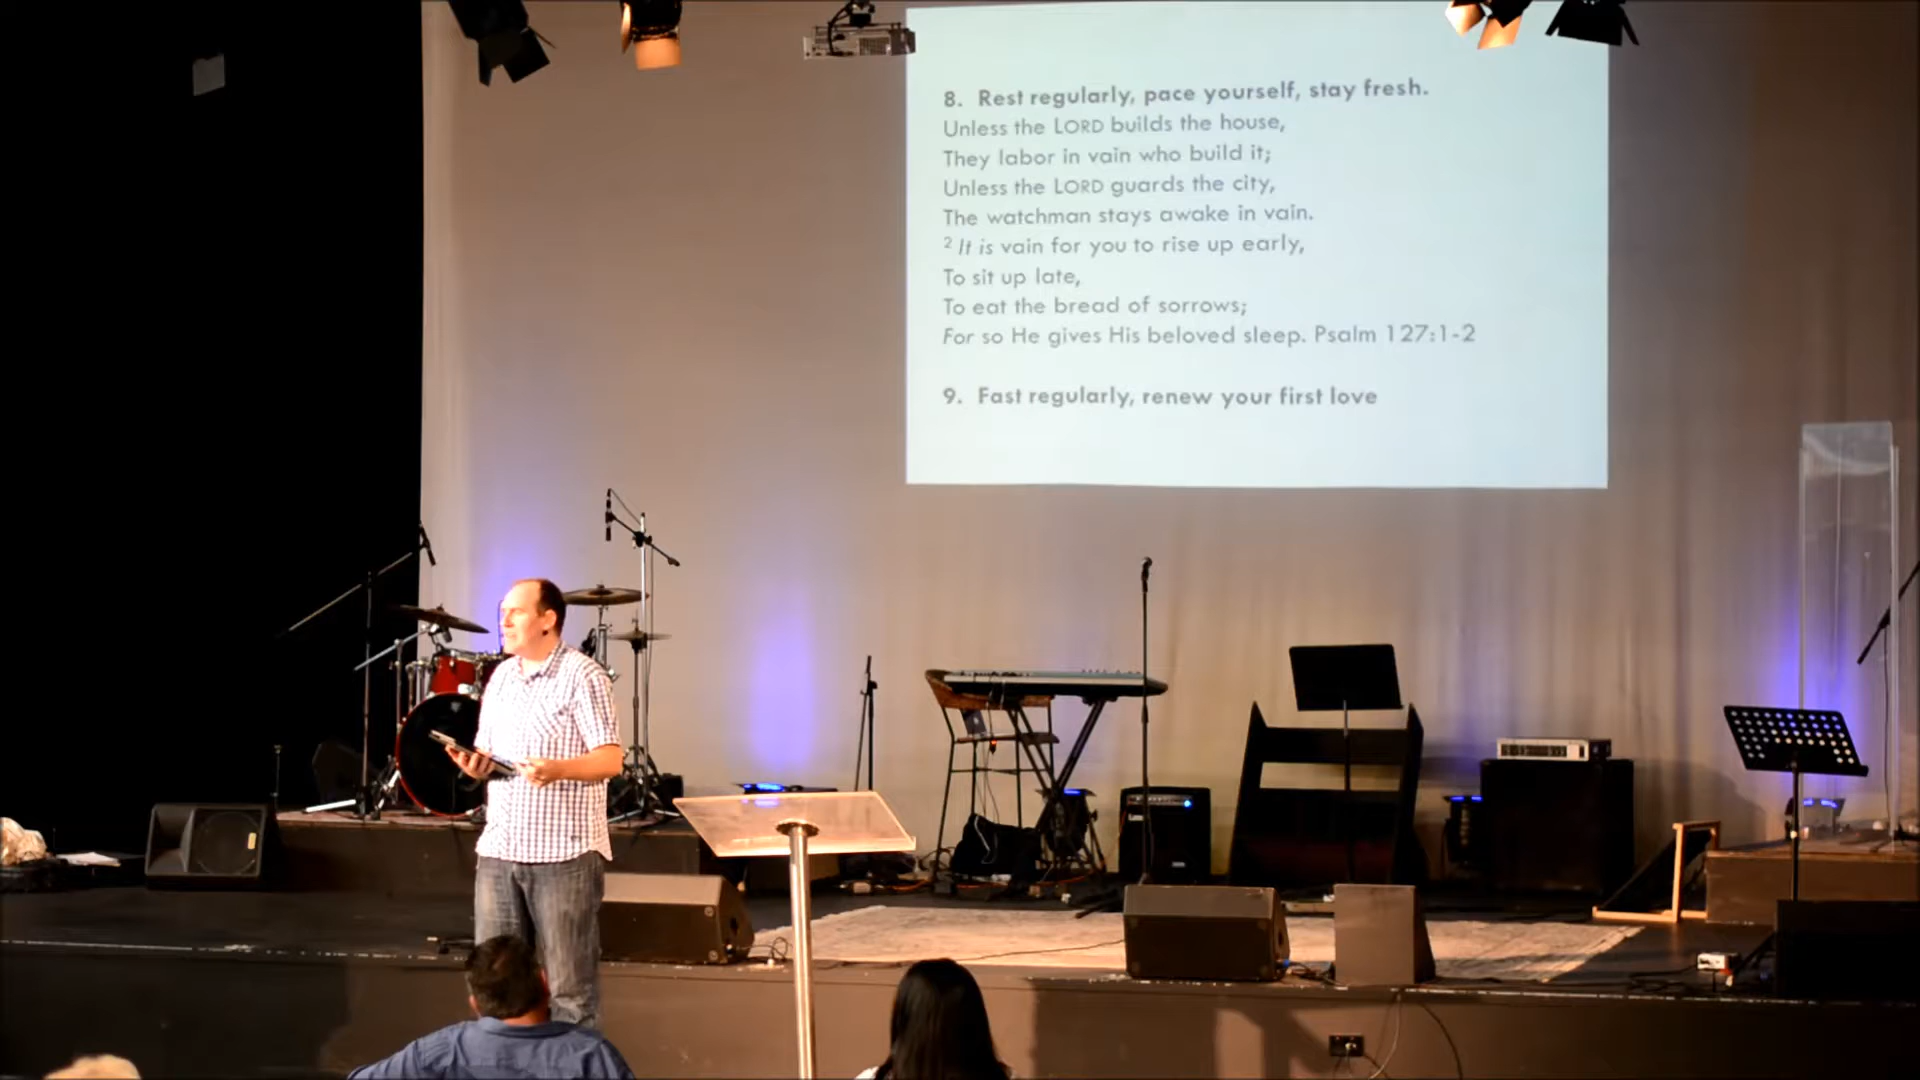 8. Rest regularly, pace yourself, stay fresh.
Unless the LORD builds the house,
They labor in vain who build it;
Unless the LORD guards the city,
The watchman stays awake in vain.
2 It is vain for you to rise up early,
To sit up late,
To eat the bread of sorrows;
For so He gives His beloved sleep. Psalm 127:1-2
9. Fast regularly, renew your first love